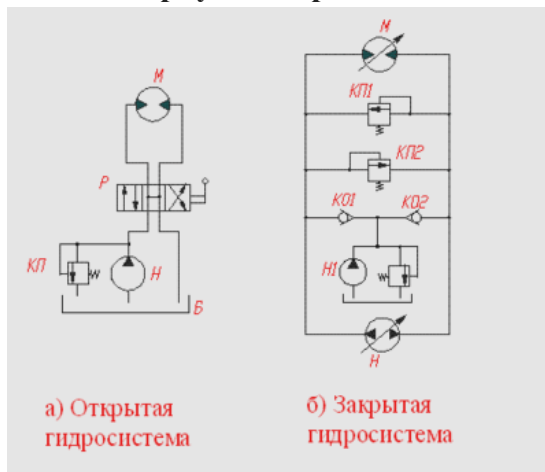 М
Р
КП
Н
Б
а) Открытая
гидросистема
М
КП1
КП2
КО1 КО2
Н1
Н
б) Закрытая
гидросистема